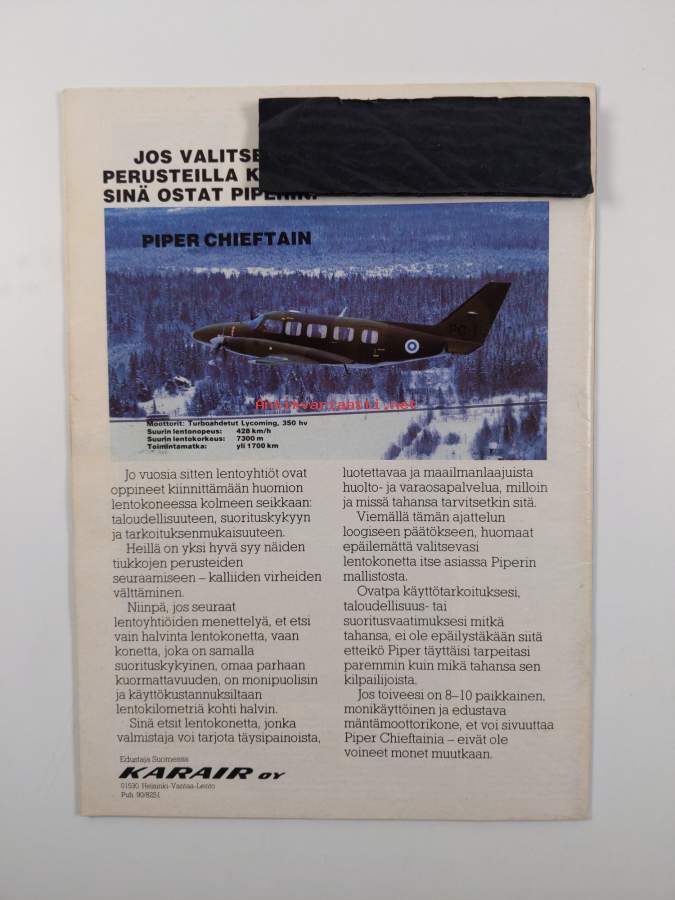 JOS VALITSE
PERUSTEILLA K
SINÄ OSTAT PIPERIN.
PIPER CHIEFTAIN
PC-1
Antikvariaatti.net
Moottorit: Turboahdetut Lycoming, 350 hv
Suurin lentonopeus: 428 km/h
Suurin lentokorkeus: 7300 m
Toimintamatka: yli 1700 km
Jo vuosia sitten lentoyhtiöt ovat
oppineet kiinnittämään huomion
lentokoneessa kolmeen seikkaan:
taloudellisuuteen, suorituskykyyn
ja tarkoituksenmukaisuuteen.
Heillä on yksi hyvä syy näiden
tiukkojen perusteiden
seuraamiseen – kalliiden virheiden
välttäminen.
Niinpä, jos seuraat
lentoyhtiöiden menettelyä, et etsi
vain halvinta lentokonetta, vaan
konetta, joka on samalla
suorituskykyinen, omaa parhaan
kuormattavuuden, on monipuolisin
ja käyttökustannuksiltaan
lentokilometriä kohti halvin.
Sinä etsit lentokonetta, jonka
valmistaja voi tarjota täysipainoista,
luotettavaa ja maailmanlaajuista
huolto- ja varaosapalvelua, milloin
ja missä tahansa tarvitsetkin sitä.
Viemällä tämän ajattelun
loogiseen päätökseen, huomaat
epäilemättä valitsevasi
lentokonetta itse asiassa Piperin
mallistosta.
Ovatpa käyttötarkoituksesi,
taloudellisuus- tai
suoritusvaatimuksesi mitkä
tahansa, ei ole epäilystäkään siitä
etteikö Piper täyttäisi tarpeitasi
paremmin kuin mikä tahansa sen
kilpailijoista.
Jos toiveesi on 8–10 paikkainen,
monikäyttöinen ja edustava
mäntämoottorikone, et voi sivuuttaa
Piper Chieftainia – eivät ole
voineet monet muutkaan.
Edustaja Suomessa
KARAIR OY
01530 Helsinki-Vantaa-Lento
Puh. 90/8251